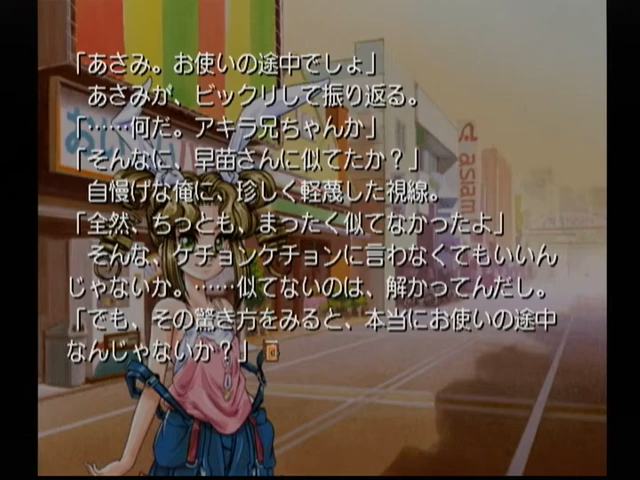 「あさみ。お使いの途中でしょ」
あさみが、ビックリして振り返る。
「……何だ。アキラ兄ちゃんか」
「そんなに、早苗さんに似てたか？」
自慢げな俺に、珍しく軽蔑した視線。
「全然、ちっとも、まったく似てなかったよ」
そんな、ケチョンケチョンに言わなくてもいいん
じゃないか。……似てないのは、解かってんだし。
「でも、その驚き方をみると、本当にお使いの途中
なんじゃないか？」
asiam